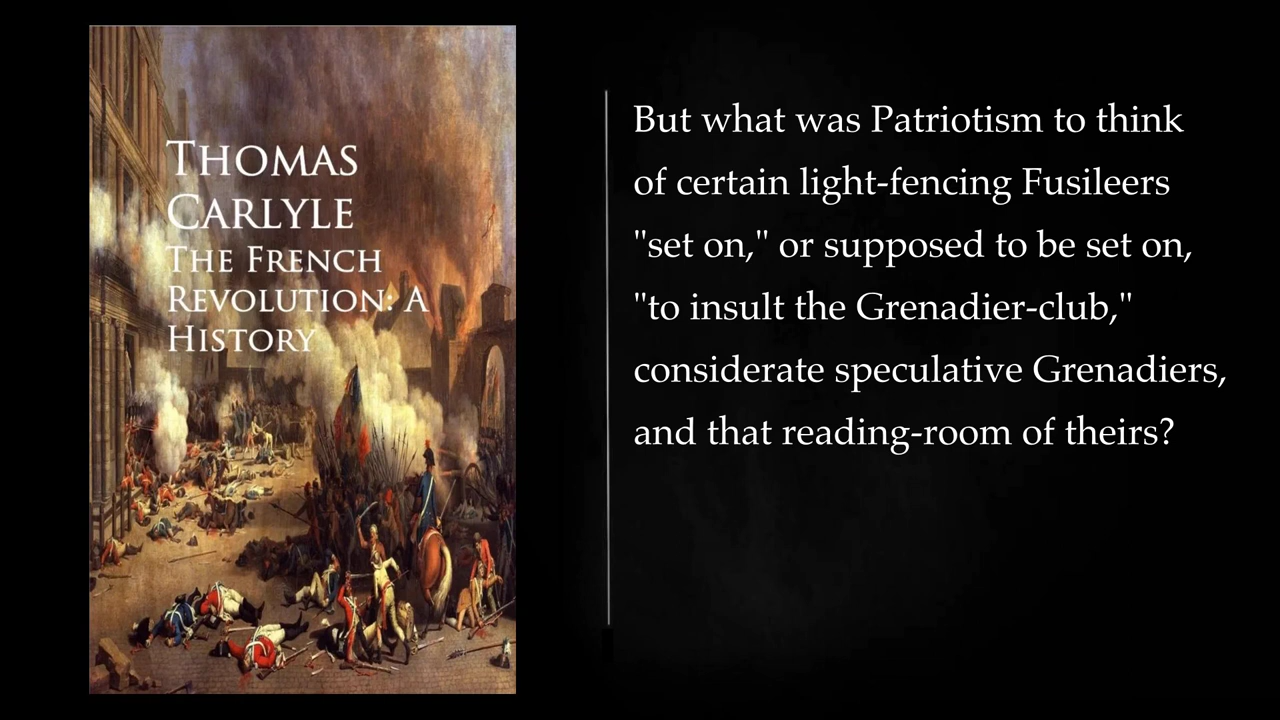 THOMAS
CARLYLE
THE FRENCH
REVOLUTION: A
HISTORY
But what was Patriotism to think
of certain light-fencing Fusileers
"set on," or supposed to be set on,
"to insult the Grenadier-club,"
considerate speculative Grenadiers,
and that reading-room of theirs?